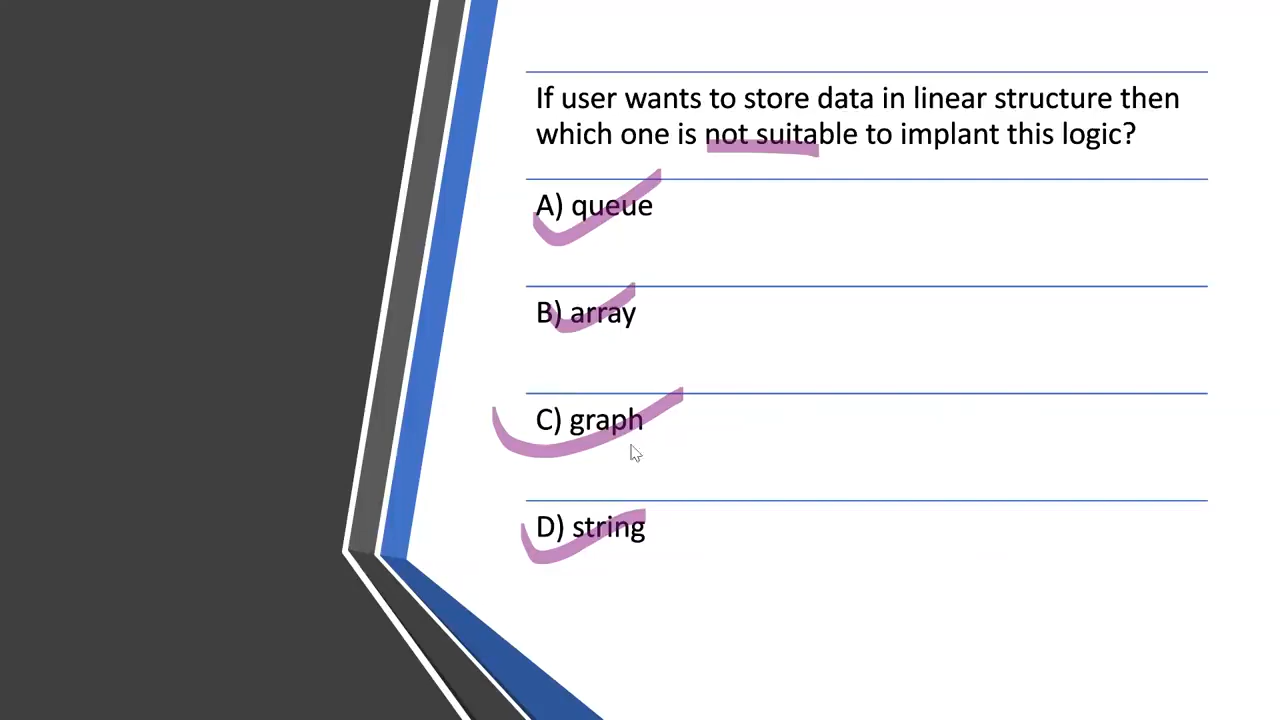 If user wants to store data in linear structure then
which one is not suitable to implant this logic?
A) queue
B) array
C) graph
D) string